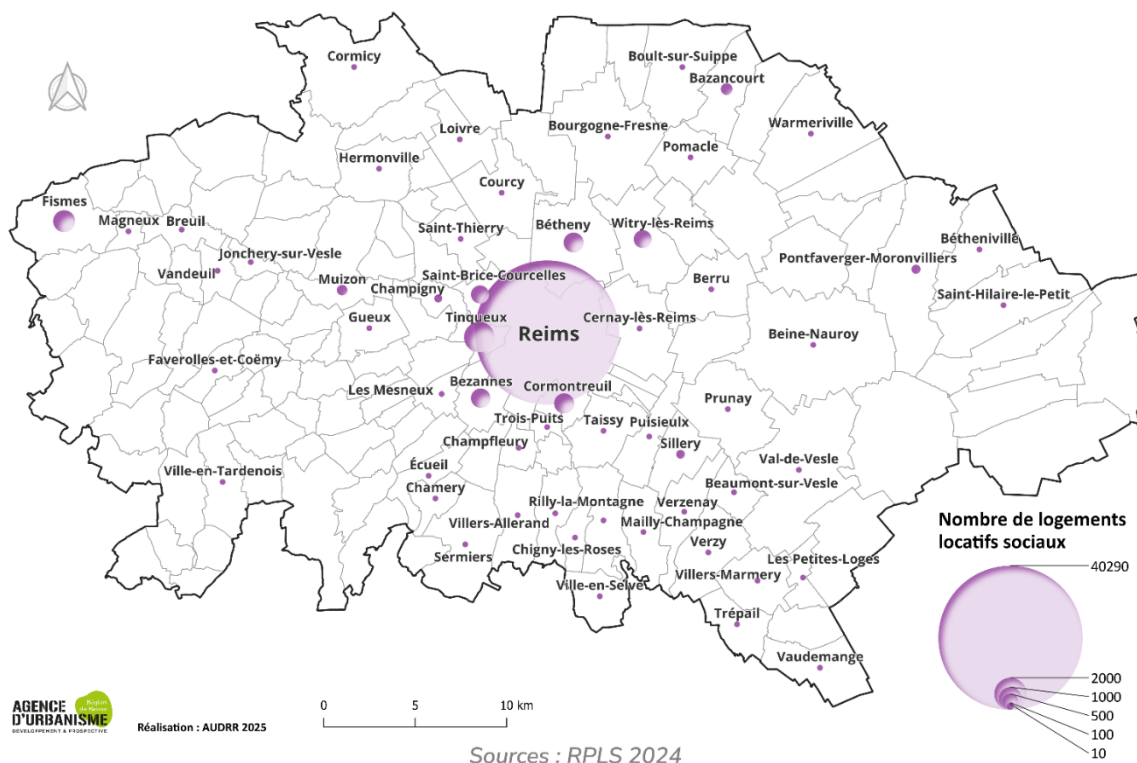 Cormicy
Boult-sur-Suippe
Bazancourt
Loivre
Bourgogne-Fresne
Warmeriville
Hermonville
Pomacle
Courcy
Fismes
Magneux
Breuil
Saint-Thierry
Bétheny
Witry-lès-Reims
Bétheniville
Jonchery-sur-Vesle
Vandeuil
Muizon
Saint-Brice-Courcelles
Champigny
Berru
Pontfaverger-Moronvilliers
Saint-Hilaire-le-Petit
Gueux
Tinqueux
Reims
Cernay-lès-Reims
Beine-Nauroy
Faverolles-et-Coëmy
Les Mesneux
Bezannes
Cormontreuil
Prunay
Trois-Puits
Taissy
Puisieulx
Champfleury
Sillery
Val-de-Vesle
Ville-en-Tardenois
Écueil
Chamery
Beaumont-sur-Vesle
Rilly-la-Montagne
Verzenay
Villers-Allerand
Mailly-Champagne
Sermiers
Chigny-les-Roses
Verzy
Les Petites-Loges
Ville-en-Selve
Villers-Marmery
Trépail
Vaudemange
Nombre de logements
locatifs sociaux
40290
2000
1000
500
100
10
AGENCE
D'URBANISME
DÉVELOPPEMENT & PROSPECTIVE
Région
de Reims
Réalisation : AUDRR 2025
0 5 10 km
Sources : RPLS 2024